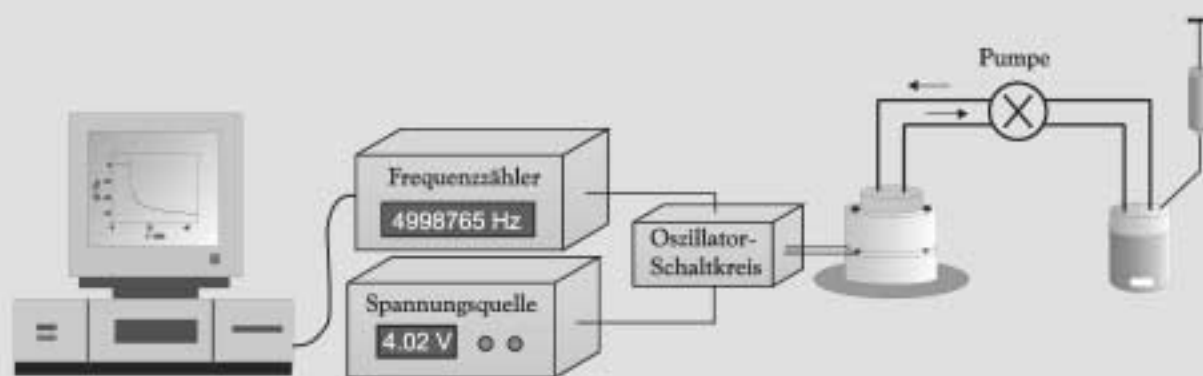 Pumpe
Frequenzzähler
4998765 Hz
Oszillator-
Schaltkreis
Spannungsquelle
4.02 V